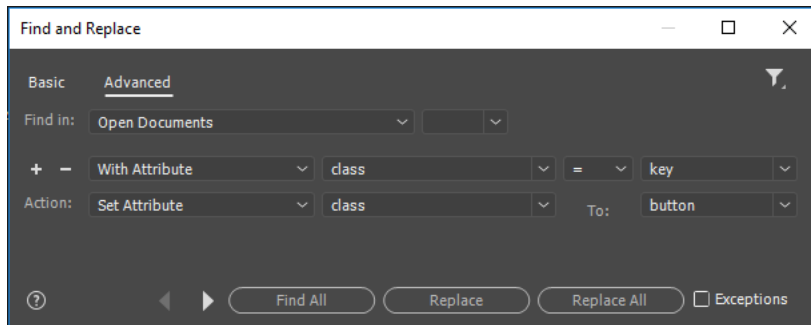 Find and Replace
Basic Advanced
Find in: Open Documents
+ − With Attribute class = key
Action: Set Attribute class To: button
? Find All Replace Replace All Exceptions